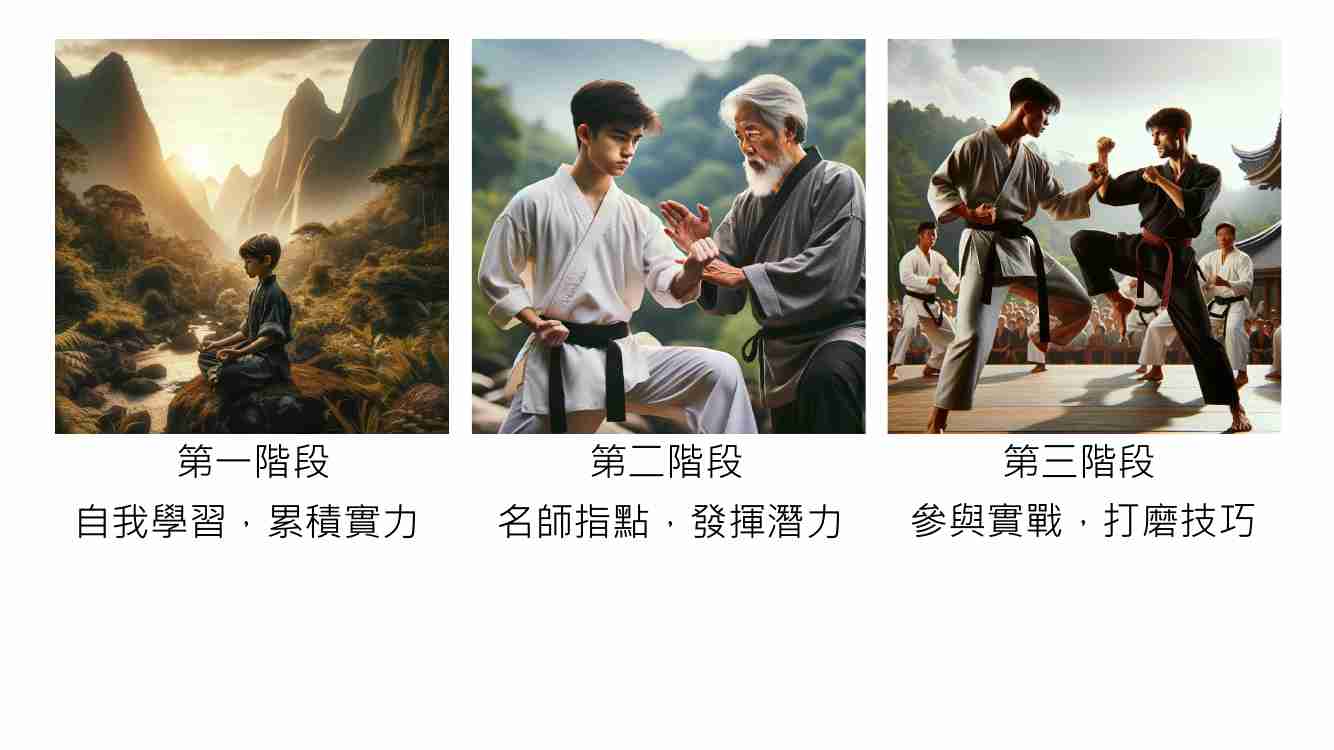 第一階段
自我學習，累積實力
第二階段
名師指點，發揮潛力
第三階段
參與實戰，打磨技巧